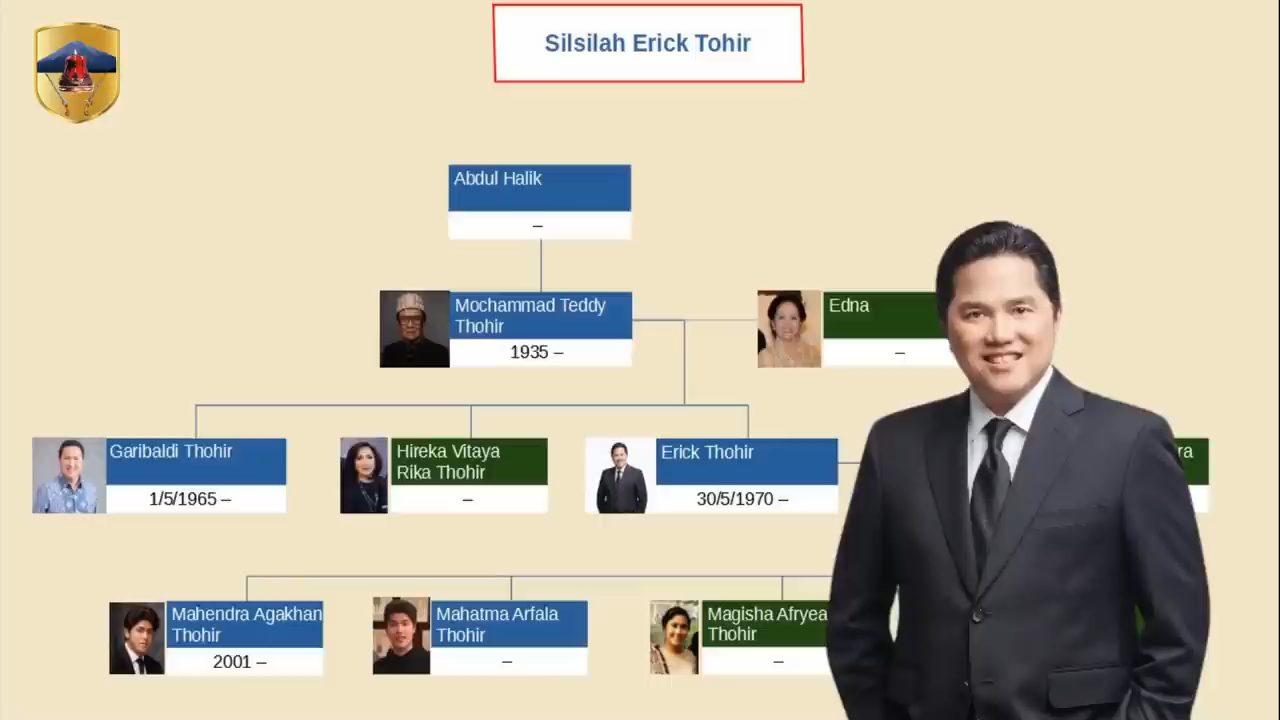 Silsilah Erick Tohir
Abdul Halik
–
Mochammad Teddy
Thohir
1935 –
Edna
–
Garibaldi Thohir
1/5/1965 –
Hireka Vitaya
Rika Thohir
–
Erick Thohir
30/5/1970 –
ra
Mahendra Agakhan
Thohir
2001 –
Mahatma Arfala
Thohir
–
Magisha Afryea
Thohir
–